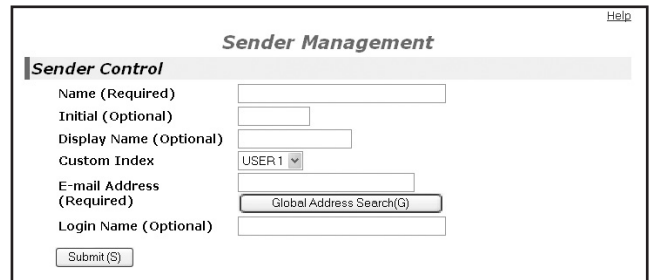 Help
Sender Management
Sender Control
Name (Required)
Initial (Optional)
Display Name (Optional)
Custom Index USER 1
E-mail Address
(Required)
Global Address Search(G)
Login Name (Optional)
Submit (S)